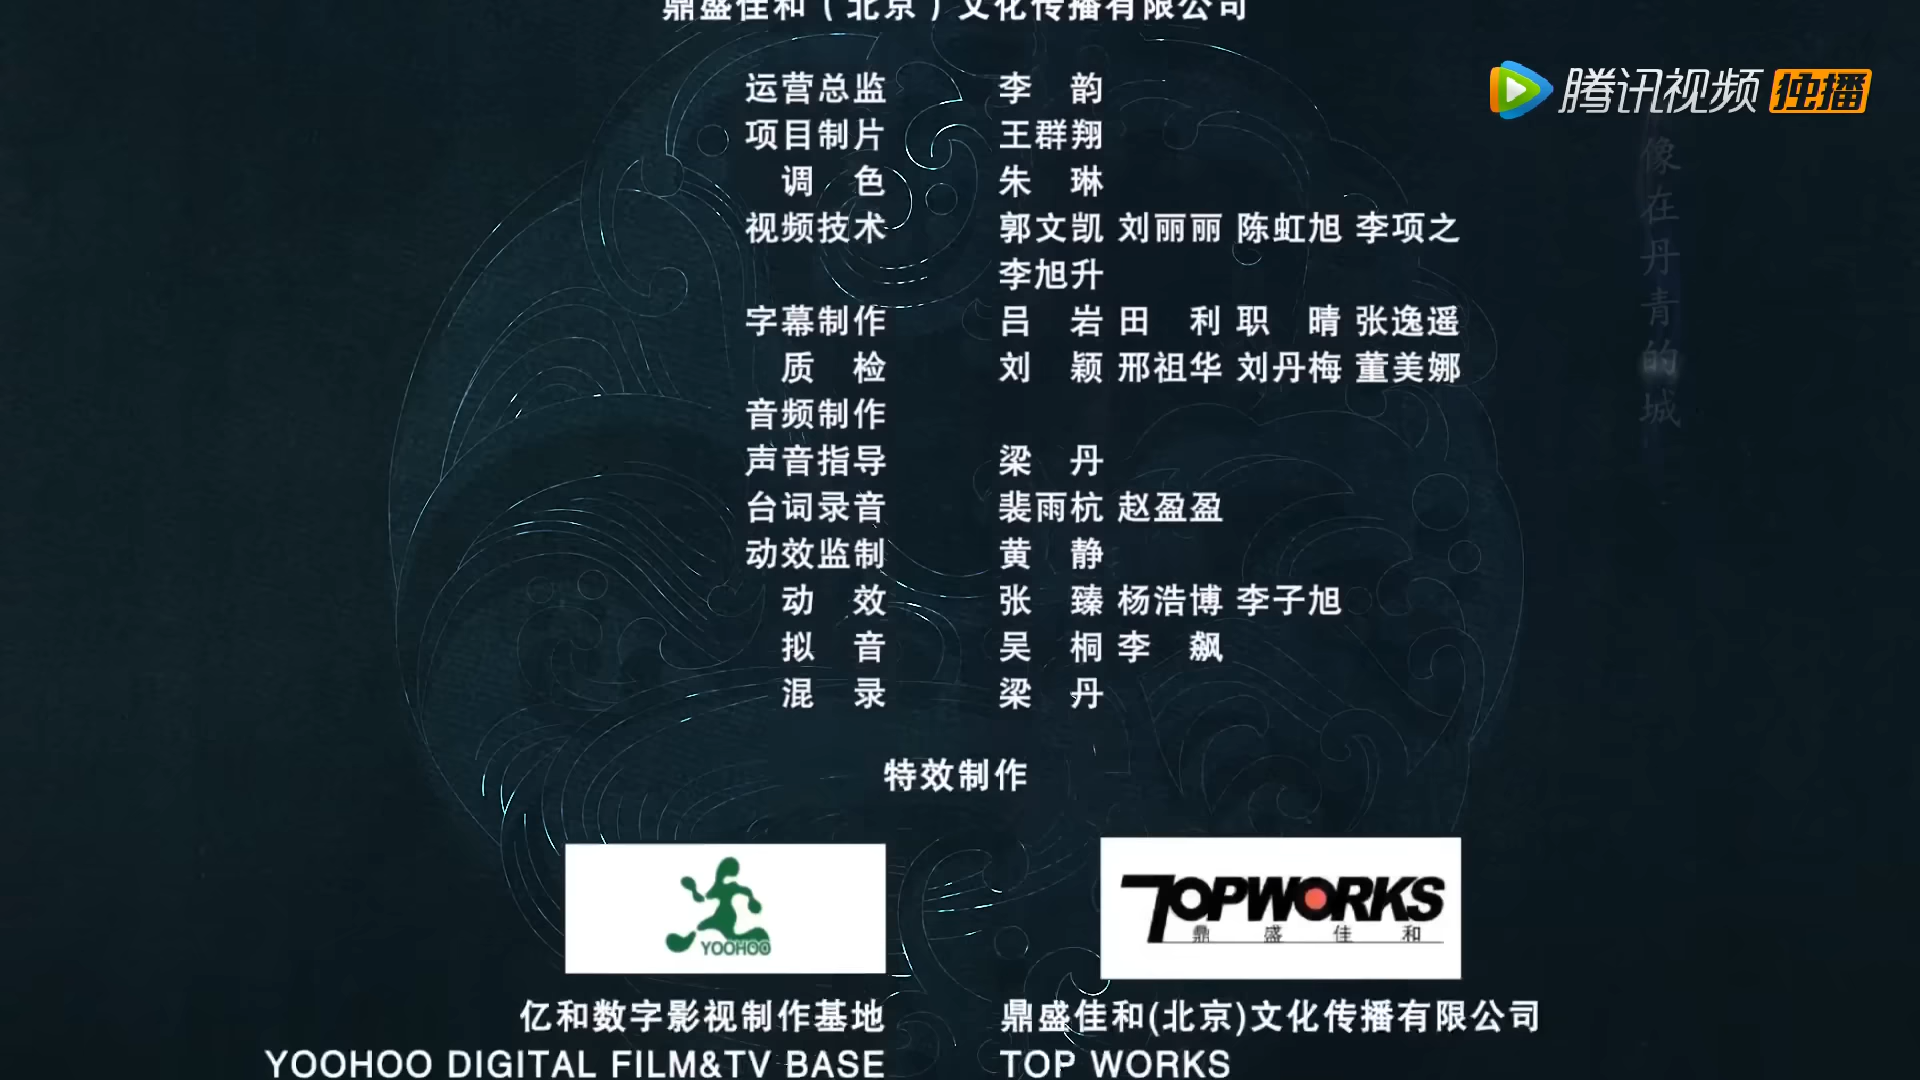 鼎盛佳和（北京）文化传播有限公司
腾讯视频 独播
运营总监 李 韵
项目制片 王群翔
调 色 朱 琳
视频技术 郭文凯 刘丽丽 陈虹旭 李项之
李旭升
字幕制作 吕 岩 田 利 职 晴 张逸遥
质 检 刘 颖 邢祖华 刘丹梅 董美娜
音频制作
声音指导 梁 丹
台词录音 裴雨杭 赵盈盈
动效监制 黄 静
动 效 张 臻 杨浩博 李子旭
拟 音 吴 桐 李 飙
混 录 梁 丹
像在丹青的城
特效制作
YOOHOO
TOPWORKS
鼎盛佳和
亿和数字影视制作基地 鼎盛佳和(北京)文化传播有限公司
YOOHOO DIGITAL FILM&TV BASE TOP WORKS